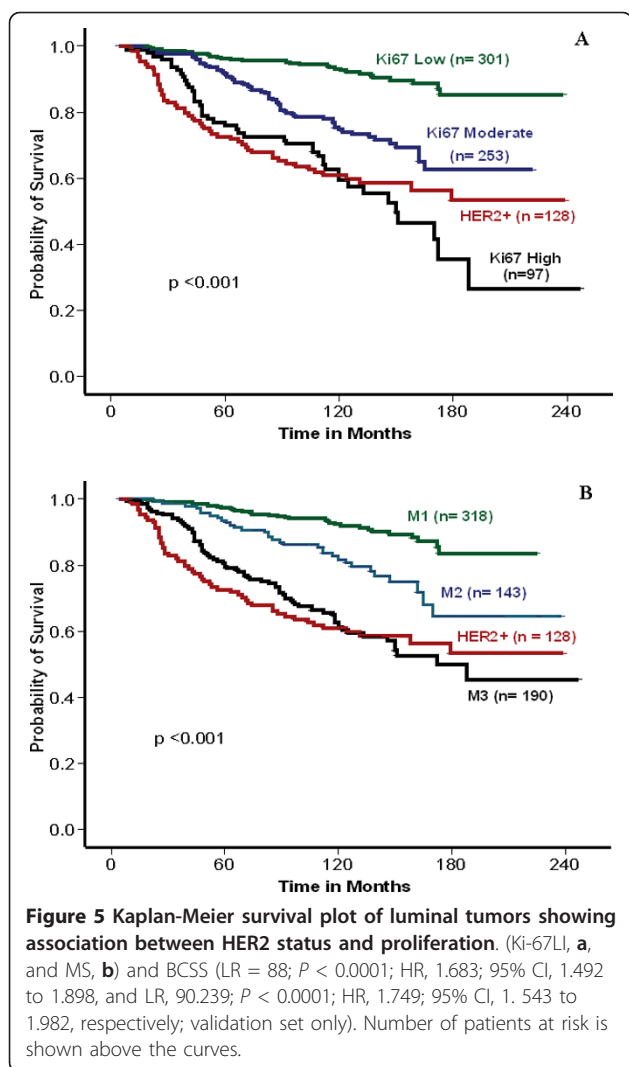 A
1.0
0.8
0.6
0.4
0.2
0.0
Probability of Survival
Ki67 Low (n= 301)
Ki67 Moderate
(n= 253)
HER2+ (n =128)
Ki67 High
(n=97)
p <0.001
0
60
120
180
240
Time in Months
B
1.0
0.8
0.6
0.4
0.2
0.0
Probability of Survival
M1 (n= 318)
M2 (n= 143)
HER2+ (n= 128)
M3 (n= 190)
p <0.001
0
60
120
180
240
Time in Months
Figure 5 Kaplan-Meier survival plot of luminal tumors showing
association between HER2 status and proliferation. (Ki-67LI, a,
and MS, b) and BCSS (LR = 88; P < 0.0001; HR, 1.683; 95% CI, 1.492
to 1.898, and LR, 90.239; P < 0.0001; HR, 1.749; 95% CI, 1. 543 to
1.982, respectively; validation set only). Number of patients at risk is
shown above the curves.